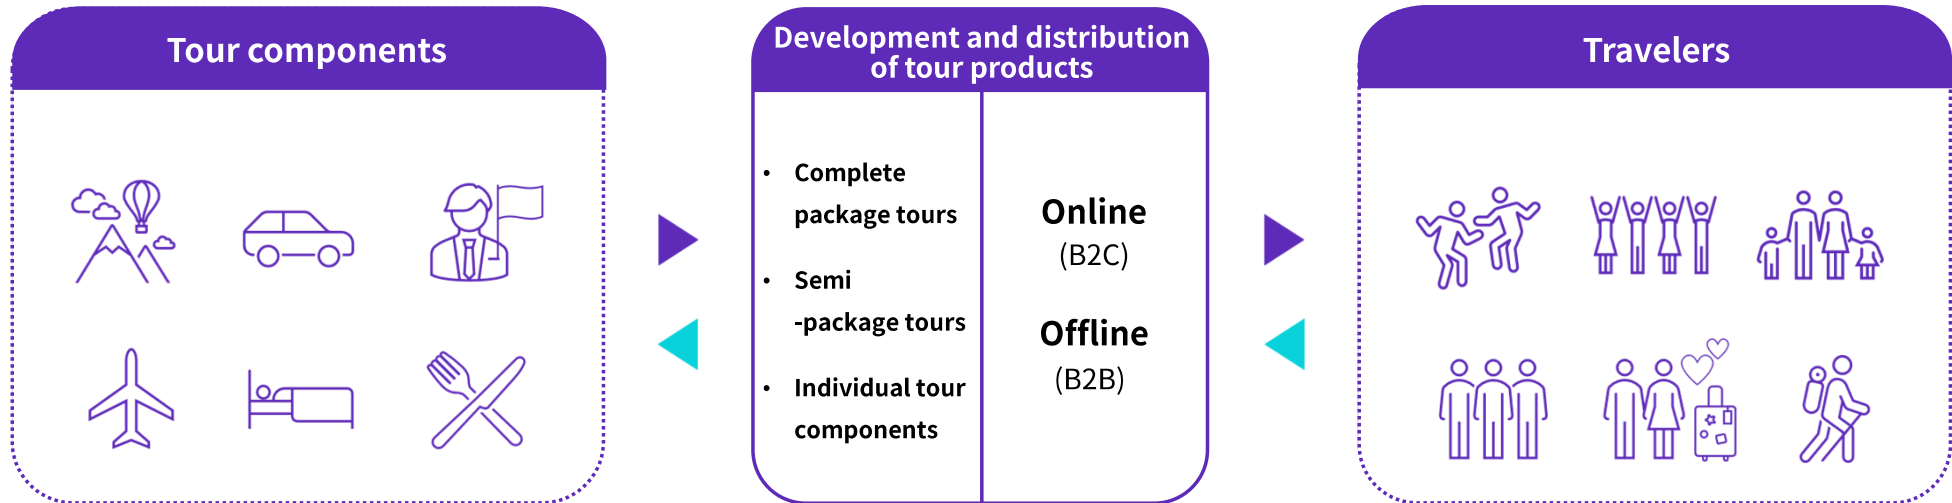 Tour components
Development and distribution
of tour products
• Complete
package tours
• Semi
-package tours
• Individual tour
components
Online
(B2C)
Offline
(B2B)
Travelers